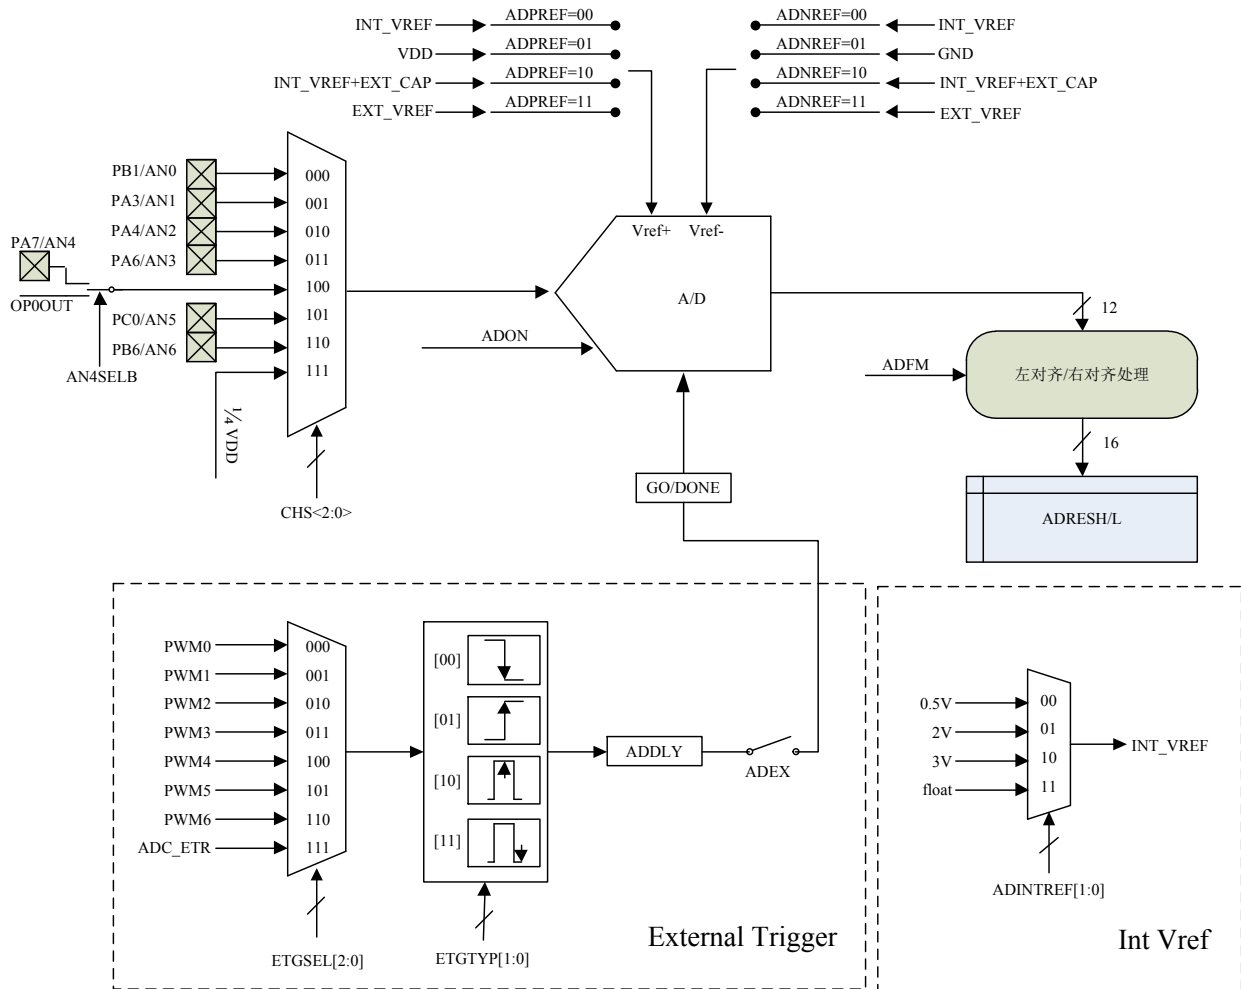 INT_VREF ADPREF=00 ADNREF=00 INT_VREF
VDD ADPREF=01 ADNREF=01 GND
INT_VREF+EXT_CAP ADPREF=10 ADNREF=10 INT_VREF+EXT_CAP
EXT_VREF ADPREF=11 ADNREF=11 EXT_VREF
PB1/AN0 000
PA3/AN1 001
PA4/AN2 010
PA7/AN4
PA6/AN3 011
100
OP0OUT
PC0/AN5 101
PB6/AN6 110
111
AN4SELB
¼ VDD
CHS<2:0>
Vref+ Vref-
A/D
ADON
12
ADFM
左对齐/右对齐处理
16
GO/DONE
ADRESH/L
PWM0 000
PWM1 001
PWM2 010
PWM3 011
PWM4 100
PWM5 101
PWM6 110
ADC_ETR 111
ETGSEL[2:0]
[00]
[01]
[10]
[11]
ETGTYP[1:0]
ADDLY
ADEX
External Trigger
0.5V 00
2V 01
3V 10
float 11
INT_VREF
ADINTREF[1:0]
Int Vref